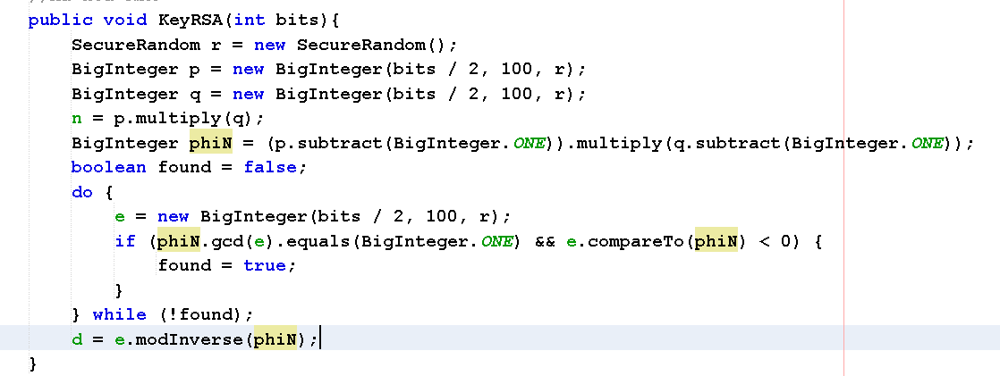 public void KeyRSA(int bits){
SecureRandom r = new SecureRandom();
BigInteger p = new BigInteger(bits / 2, 100, r);
BigInteger q = new BigInteger(bits / 2, 100, r);
n = p.multiply(q);
BigInteger phiN = (p.subtract(BigInteger.ONE)).multiply(q.subtract(BigInteger.ONE));
boolean found = false;
do {
e = new BigInteger(bits / 2, 100, r);
if (phiN.gcd(e).equals(BigInteger.ONE) && e.compareTo(phiN) < 0) {
found = true;
}
} while (!found);
d = e.modInverse(phiN);
}